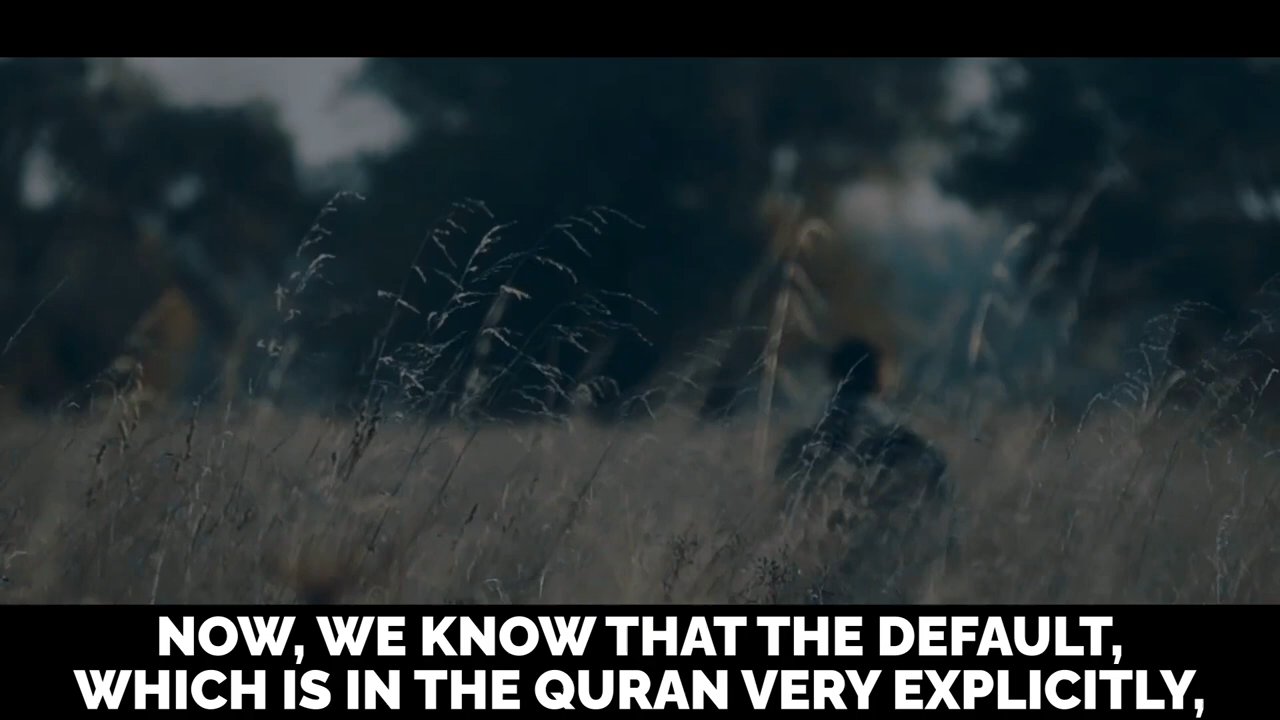 NOW, WE KNOW THAT THE DEFAULT,
WHICH IS IN THE QURAN VERY EXPLICITLY,